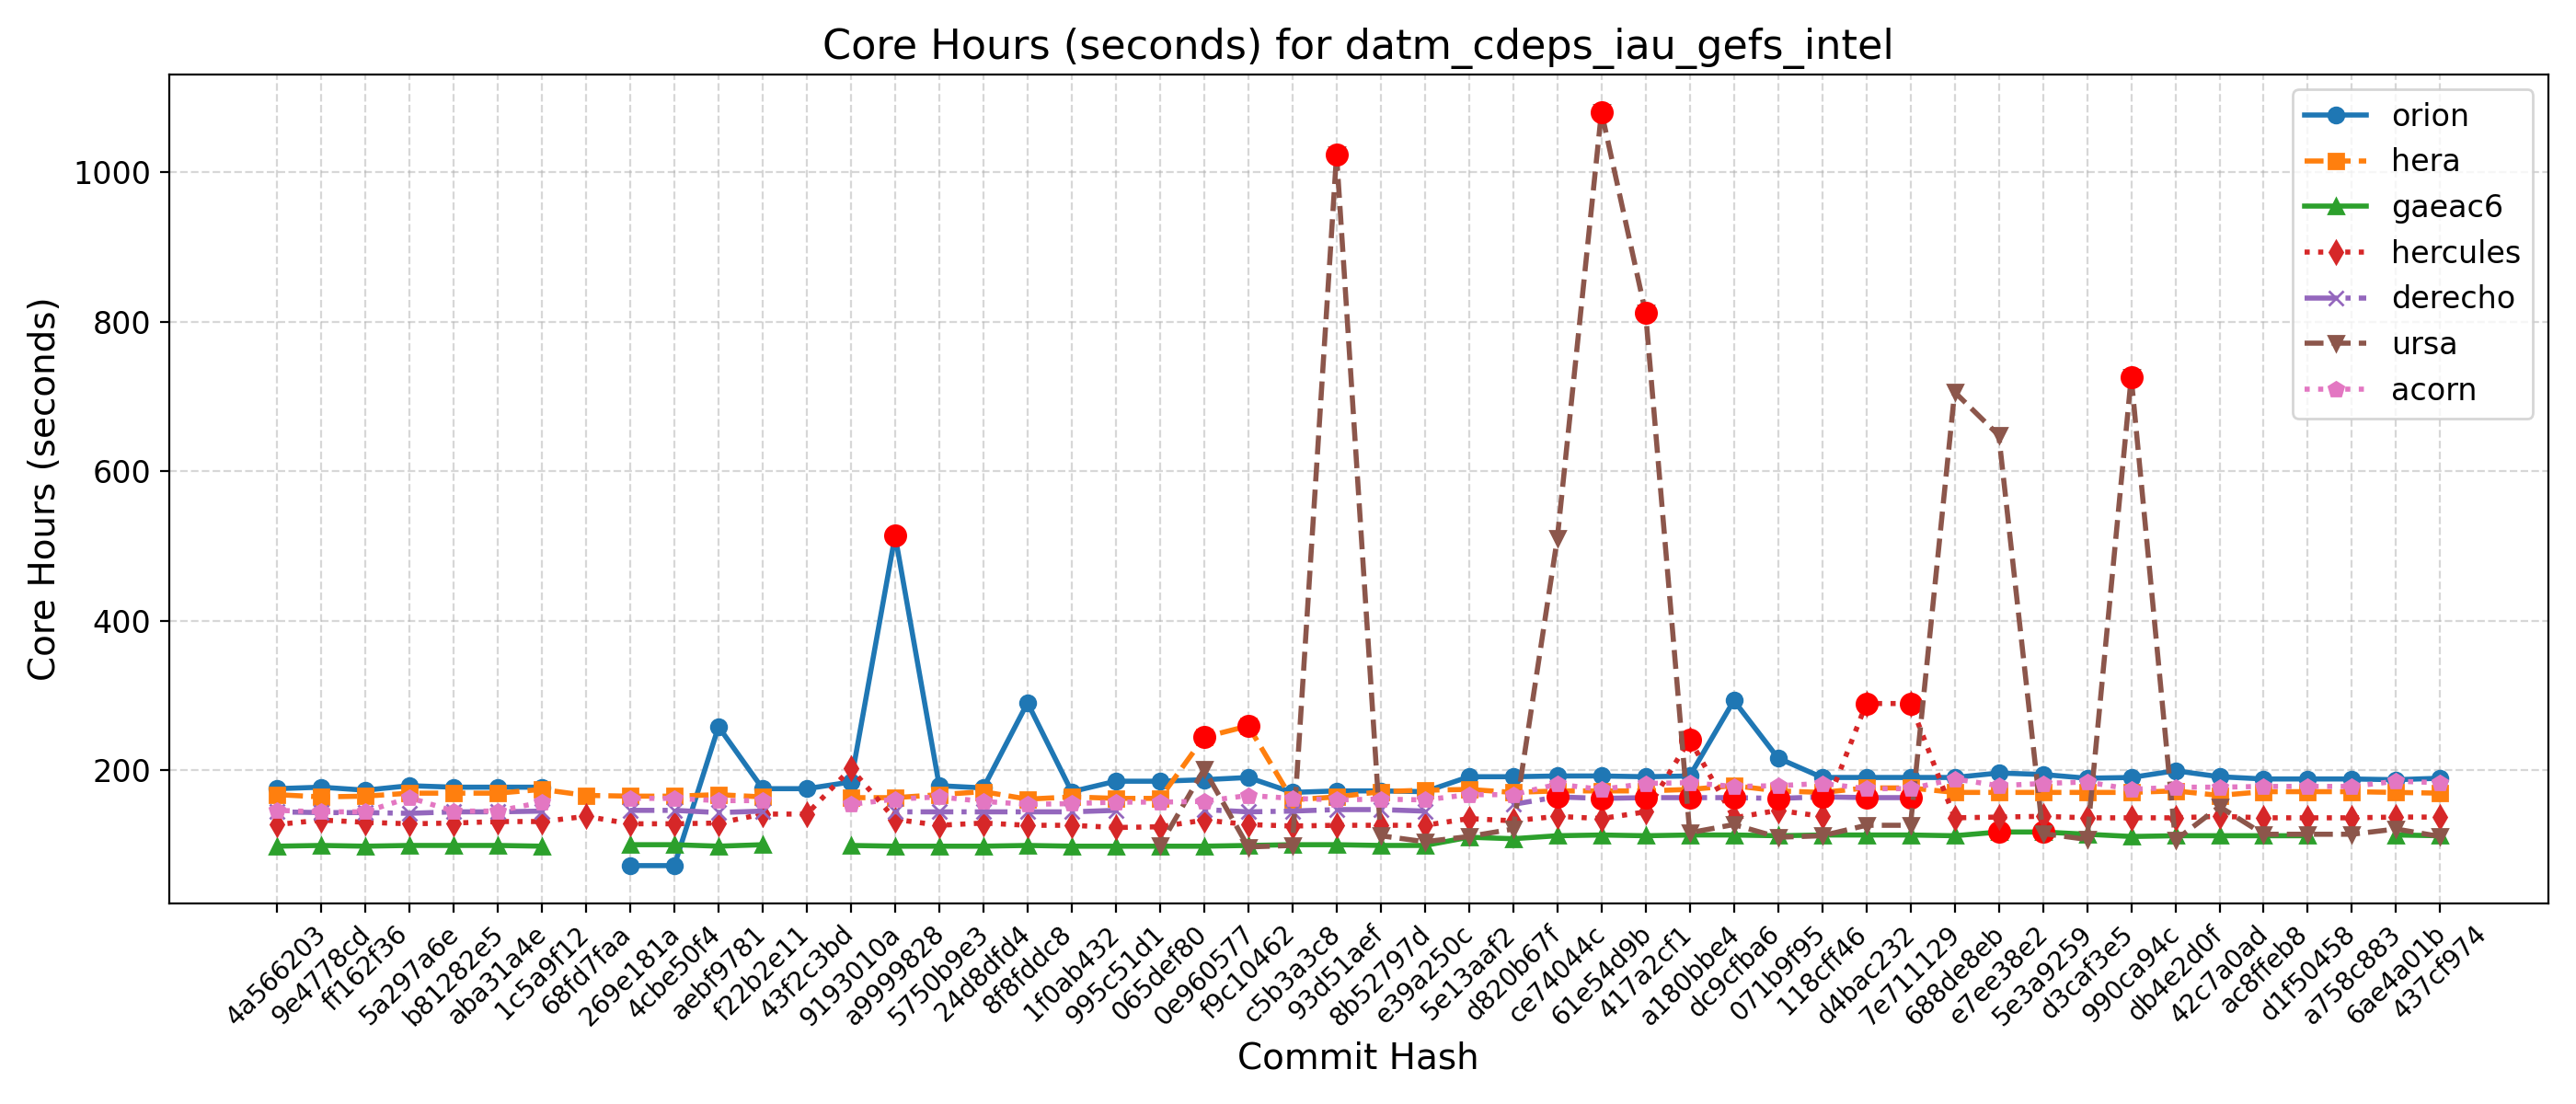 Core Hours (seconds) for datm_cdeps_iau_gefs_intel
Core Hours (seconds)
1000
800
600
400
200
orion
hera
gaeac6
hercules
derecho
ursa
acorn
4a566203
9e4778cd
ff162f36
5a297a6e
b81282e5
aba31a4e
1c5a9f12
68fd7faa
269e181a
4cbe50f4
aebf9781
f22b2e11
43f2c3bd
9193010a
a9999828
5750b9e3
24d8dfd4
8f8fddc8
1f0ab432
995c51d1
065def80
0e960577
f9c10462
c5b3a3c8
93d51aef
8b52797d
e39a250c
5e13aaf2
d820b67f
ce74044c
61e54d9b
417a2cf1
a180bbe4
dc9cfba6
071b9f95
118cff46
d4bac232
7e711129
688de8eb
e7ee38e2
5e3a9259
d3caf3e5
990ca94c
db4e2d0f
42c7a0ad
ac8ffeb8
d1f50458
a758c883
6ae4a01b
437cf974
Commit Hash